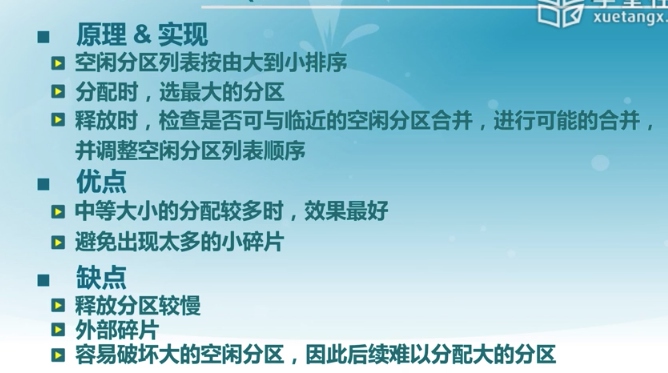 xuetangx.
原理 & 实现
空闲分区列表按由大到小排序
分配时，选最大的分区
释放时，检查是否可与临近的空闲分区合并，进行可能的合并，
并调整空闲分区列表顺序
优点
中等大小的分配较多时，效果最好
避免出现太多的小碎片
缺点
释放分区较慢
外部碎片
容易破坏大的空闲分区，因此后续难以分配大的分区